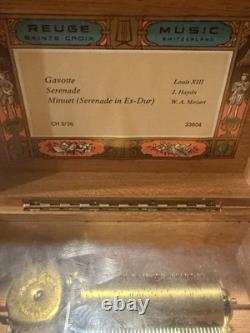 REUGE MUSIC
SAINTE CROIX SWITZERLAND
Gavotte Louis XIII
Serenade J. Haydn
Minuet (Serenade in Es-Dur) W. A. Mozart
CH 3/36 33604